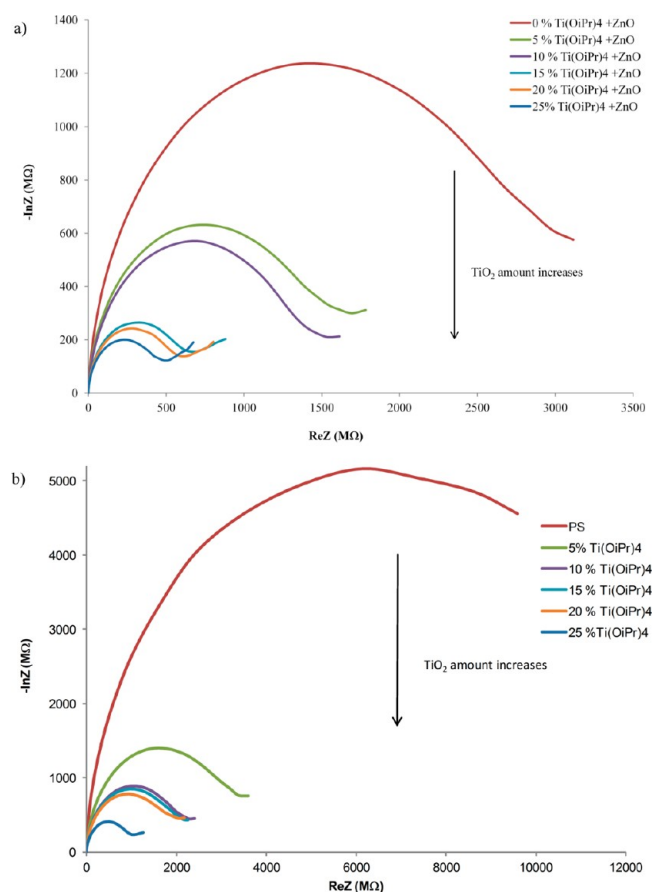 a)
0 % Ti(OiPr)4 +ZnO
5 % Ti(OiPr)4 +ZnO
10 % Ti(OiPr)4 +ZnO
15 % Ti(OiPr)4 +ZnO
20 % Ti(OiPr)4 +ZnO
25% Ti(OiPr)4 +ZnO
1400
1200
1000
800
600
400
200
0
-InZ (MΩ)
TiO2 amount increases
0 500 1000 1500 2000 2500 3000 3500
ReZ (MΩ)
b)
PS
5% Ti(OiPr)4
10 % Ti(OiPr)4
15 % Ti(OiPr)4
20 % Ti(OiPr)4
25 %Ti(OiPr)4
5000
4000
3000
2000
1000
0
-InZ (MΩ)
TiO2 amount increases
0 2000 4000 6000 8000 10000 12000
ReZ (MΩ)